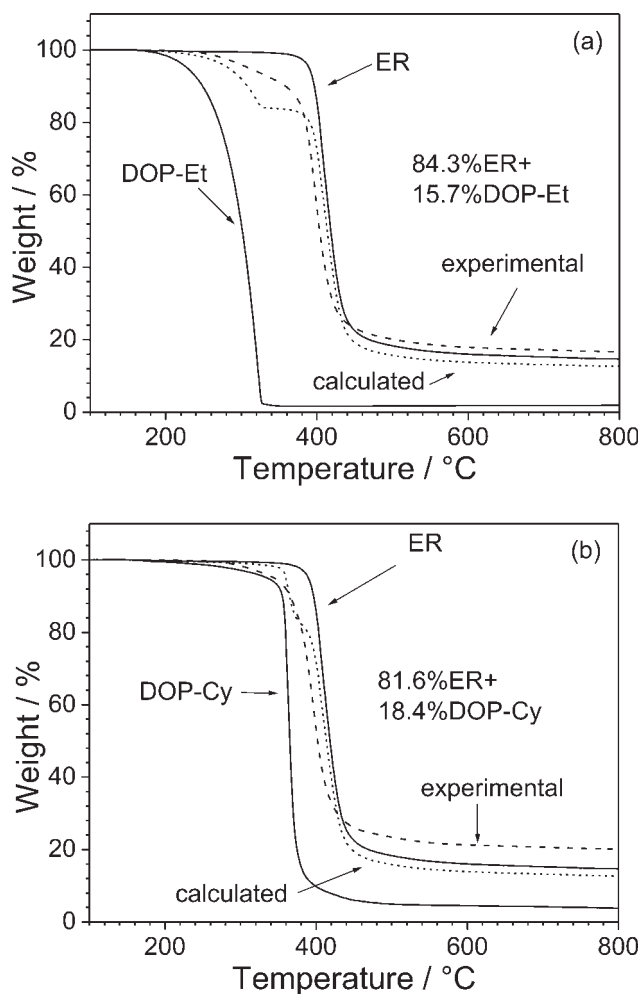 (a)
ER
DOP-Et
84.3%ER+
15.7%DOP-Et
experimental
calculated
Weight / %
100
80
60
40
20
0
200
400
600
800
Temperature / °C
(b)
ER
DOP-Cy
81.6%ER+
18.4%DOP-Cy
experimental
calculated
Weight / %
100
80
60
40
20
0
200
400
600
800
Temperature / °C